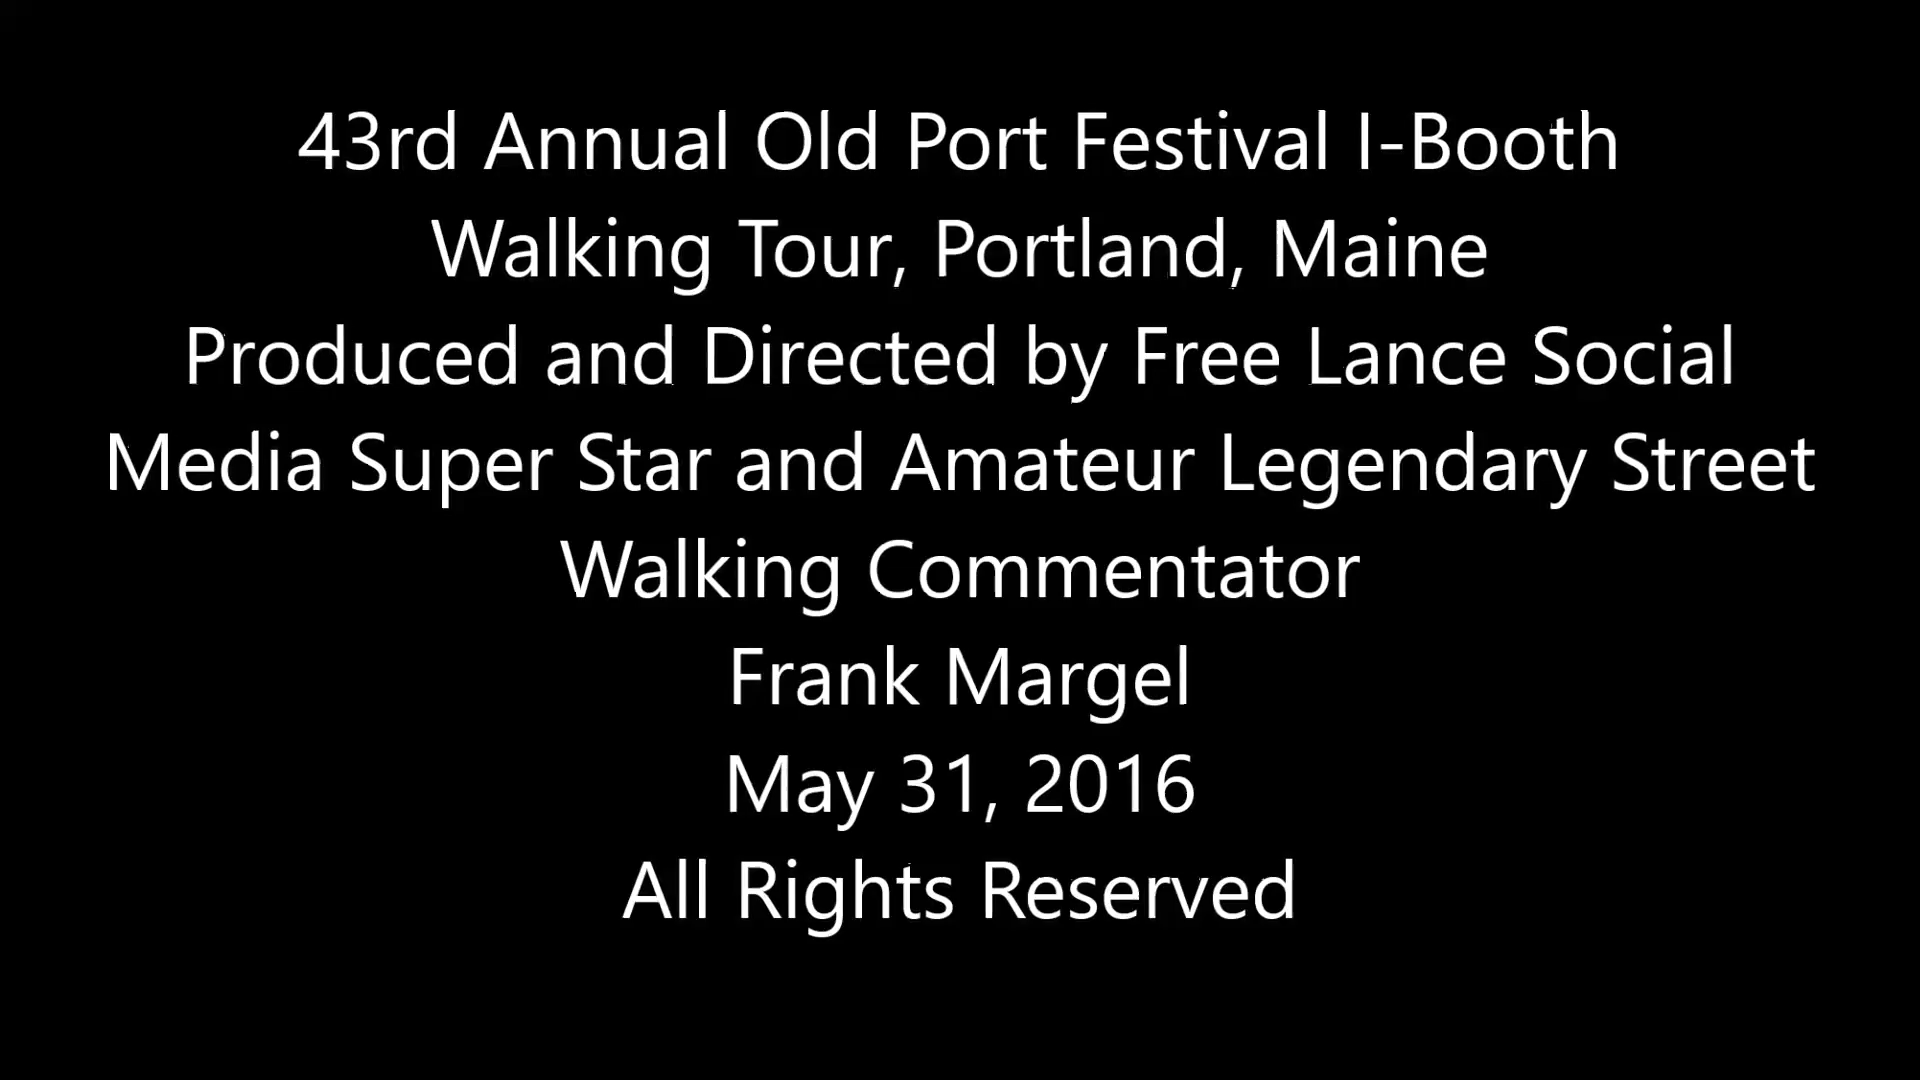 43rd Annual Old Port Festival I-Booth
Walking Tour, Portland, Maine
Produced and Directed by Free Lance Social
Media Super Star and Amateur Legendary Street
Walking Commentator
Frank Margel
May 31, 2016
All Rights Reserved